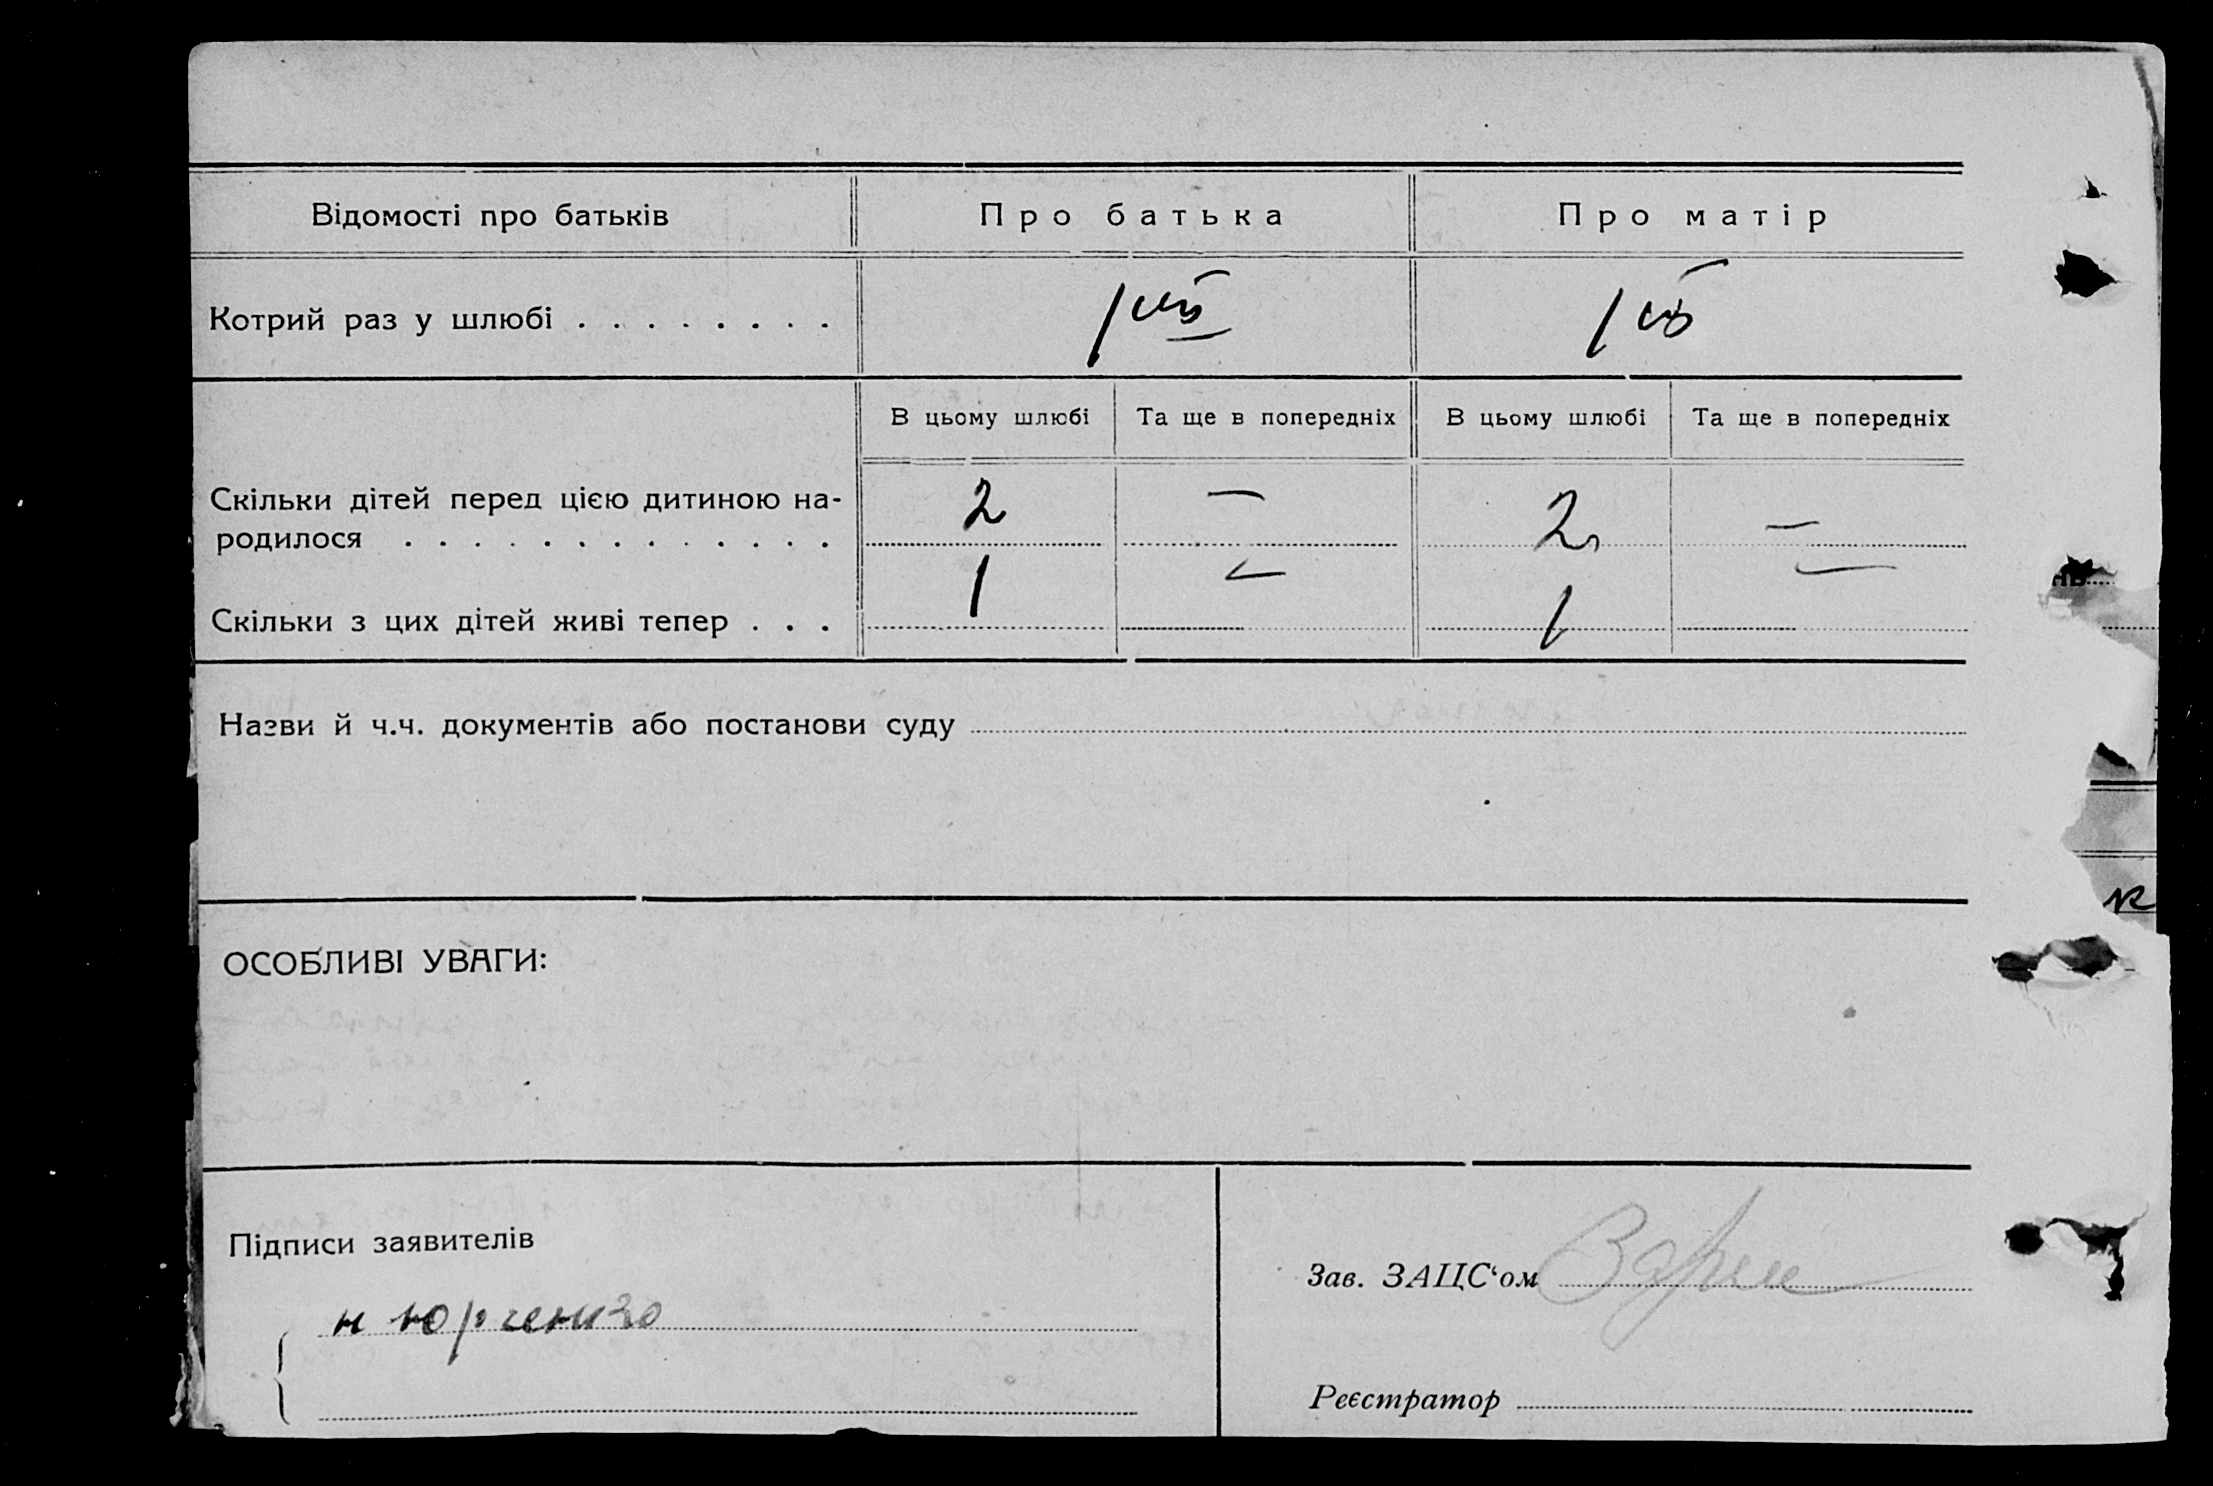 Відомості про батьків Про батька Про матір
Котрий раз у шлюбі . . . . . . . . 1ий 1ий
В цьому шлюбі Та ще в попередніх В цьому шлюбі Та ще в попередніх
Скільки дітей перед цією дитиною на-
родилося . . . . . . . . . . . . . 2 — 2 —
Скільки з цих дітей живі тепер . . . 1 — 1 —
Назви й ч.ч. документів або постанови суду
ОСОБЛИВІ УВАГИ:
Підписи заявителів
Зав. ЗАЦС‘ом
н юрченко
Реєстратор